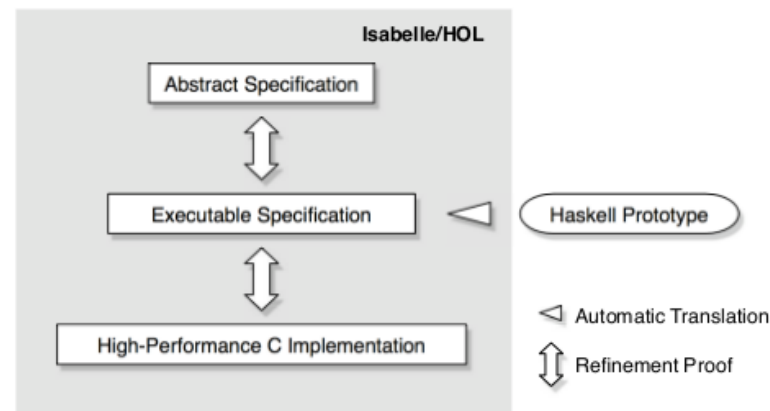 Isabelle/HOL
Abstract Specification
Executable Specification
Haskell Prototype
High-Performance C Implementation
Automatic Translation
Refinement Proof